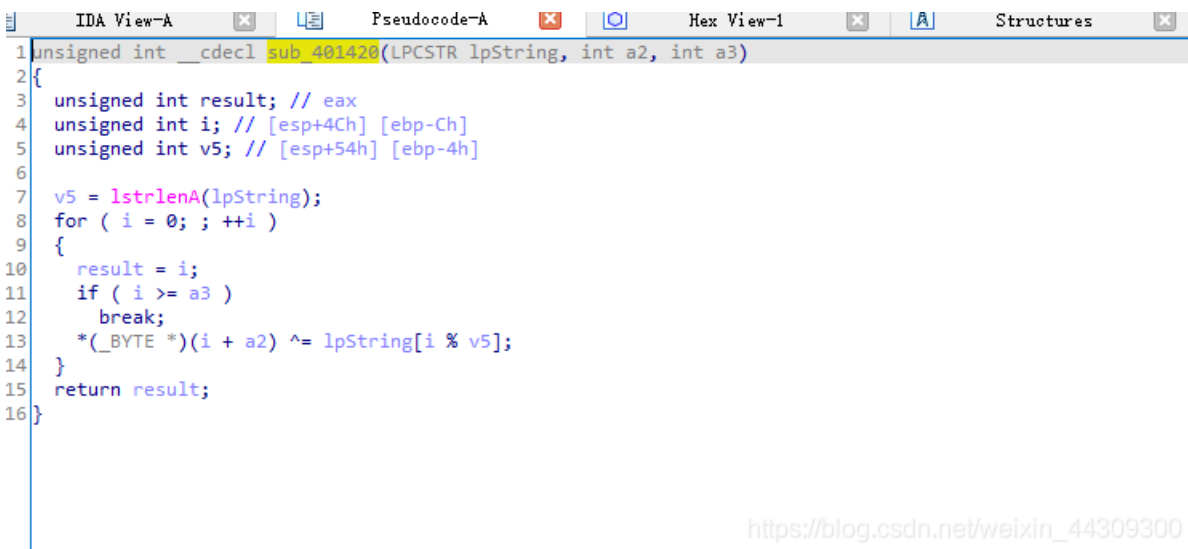 IDA View-A Pseudocode-A Hex View-1 Structures
1 unsigned int __cdecl sub_401420(LPCSTR lpString, int a2, int a3)
2 {
3 unsigned int result; // eax
4 unsigned int i; // [esp+4Ch] [ebp-Ch]
5 unsigned int v5; // [esp+54h] [ebp-4h]
6
7 v5 = lstrlenA(lpString);
8 for ( i = 0; ; ++i )
9 {
10 result = i;
11 if ( i >= a3 )
12 break;
13 *(_BYTE *)(i + a2) ^= lpString[i % v5];
14 }
15 return result;
16 }
https://blog.csdn.net/weixin_44309300